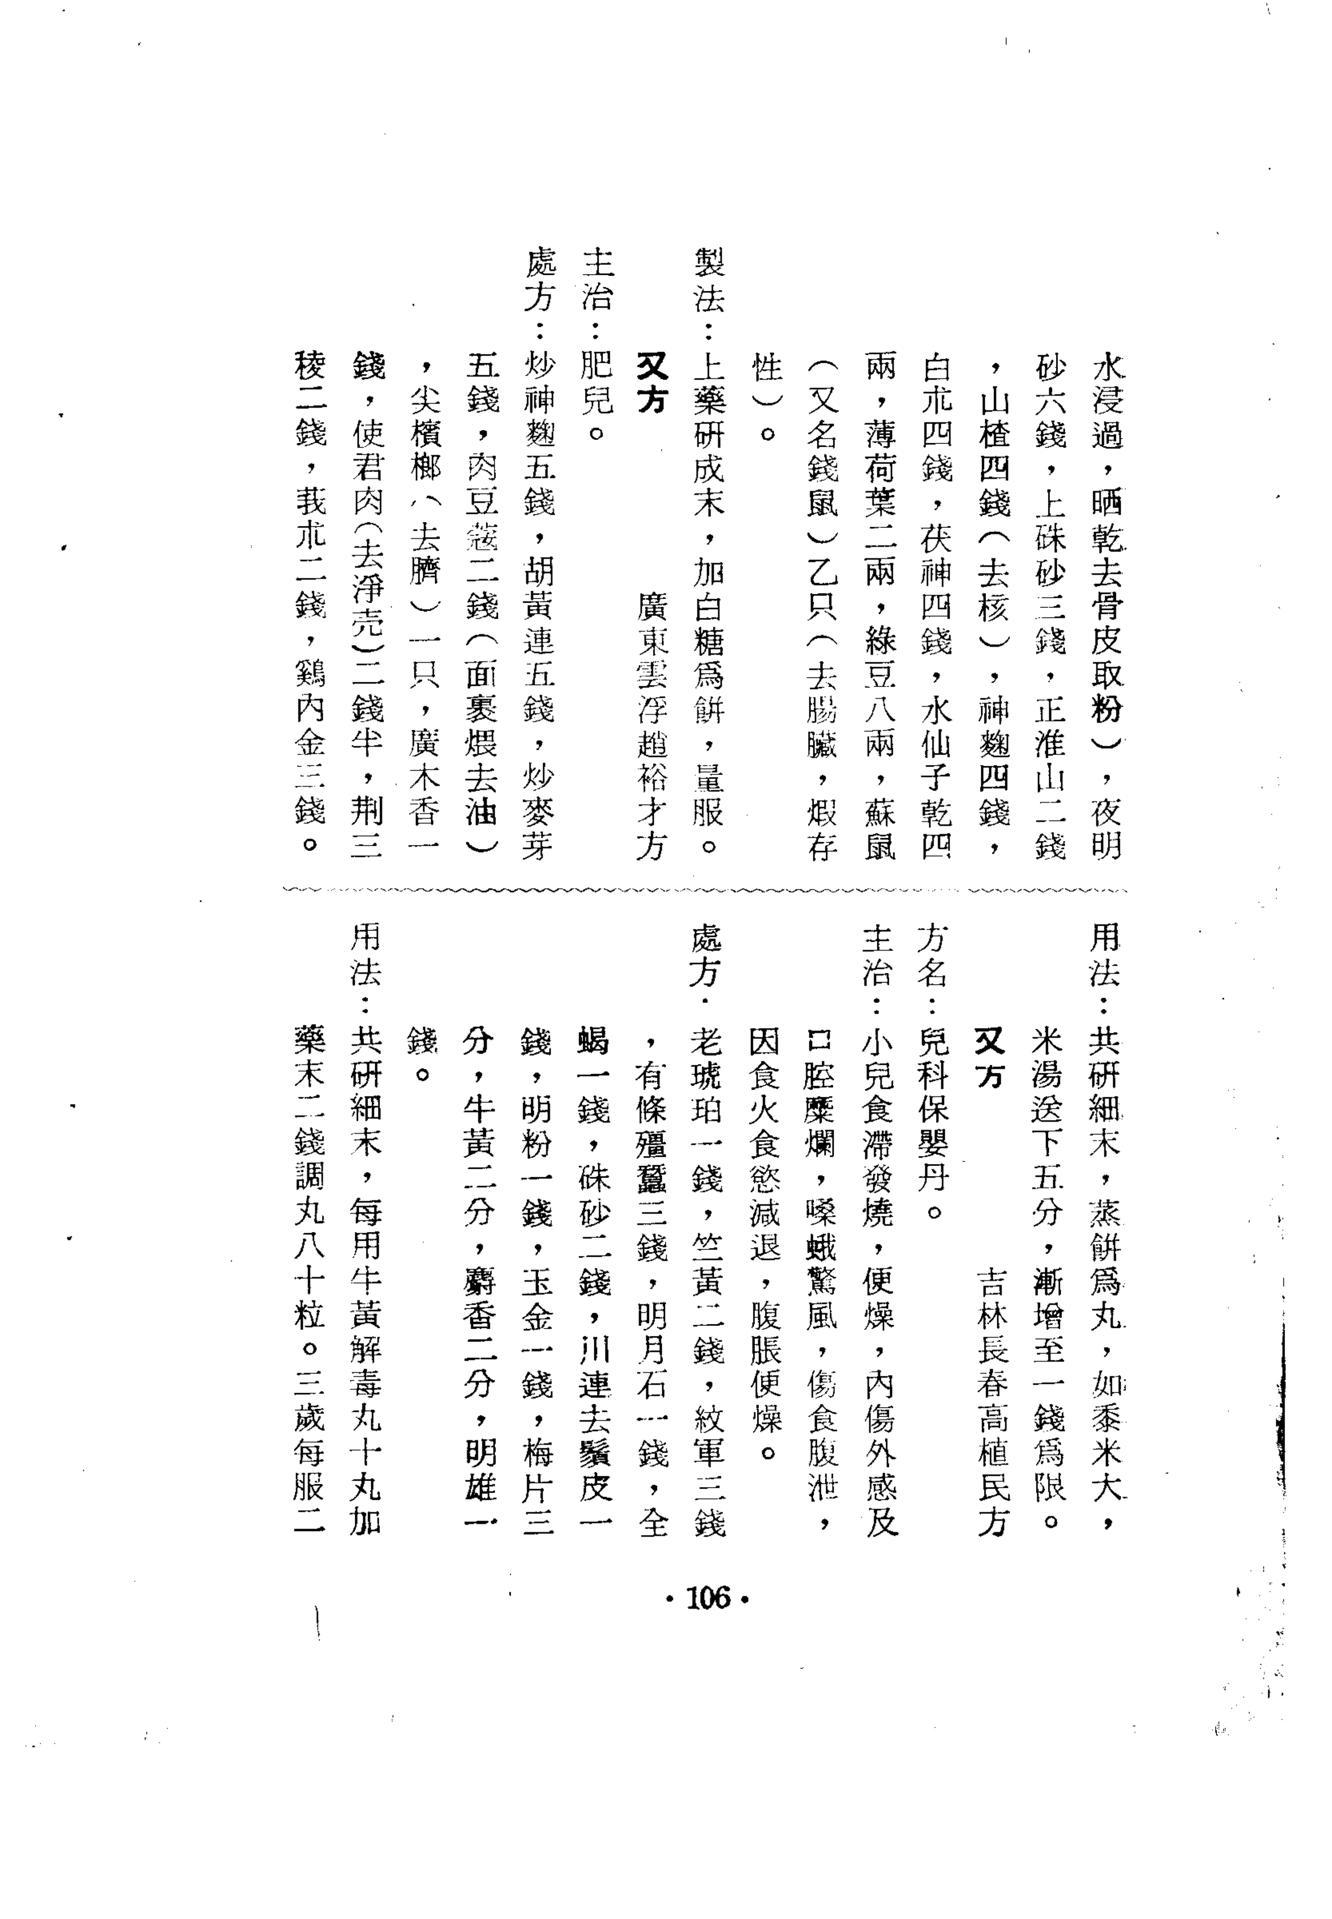 水浸過，晒乾去骨皮取粉），夜明
砂六錢，上硃砂三錢，正淮山二錢
，山楂四錢（去核），神麴四錢，
白朮四錢，茯神四錢，水仙子乾四
兩，薄荷葉二兩，綠豆八兩，蘇鼠
（又名錢鼠）乙只（去腸臟，煆存
性）。
製法：上藥研成末，加白糖為餅，量服。
又方　廣東雲浮趙裕才方
主治：肥兒。
處方：炒神麴五錢，胡黃連五錢，炒麥芽
五錢，肉豆蔻二錢（面裹煨去油）
，尖檳榔（去臍）一只，廣木香一
錢，使君肉（去淨壳）二錢半，荆三
稜二錢，莪朮二錢，鷄內金三錢。
用法：共研細末，蒸餅為丸，如黍米大，
米湯送下五分，漸增至一錢為限。
又方　吉林長春高植民方
方名：兒科保嬰丹。
主治：小兒食滯發燒，便燥，內傷外感及
口腔糜爛，嗓蛾驚風，傷食腹泄，
因食火食慾減退，腹脹便燥。
處方：老琥珀一錢，竺黃二錢，紋軍三錢
，有條殭蠶三錢，明月石一錢，全
蝎一錢，硃砂二錢，川連去鬚皮一
錢，明粉一錢，玉金一錢，梅片三
分，牛黃二分，麝香二分，明雄一
錢。
用法：共研細末，每用牛黃解毒丸十丸加
藥末二錢調丸八十粒。三歲每服二
·106·